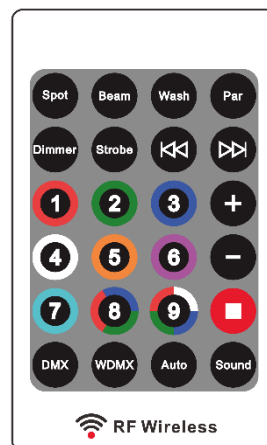 Spot Beam Wash Par
Dimmer Strobe
1 2 3 +
4 5 6 −
7 8 9
DMX WDMX Auto Sound
RF Wireless